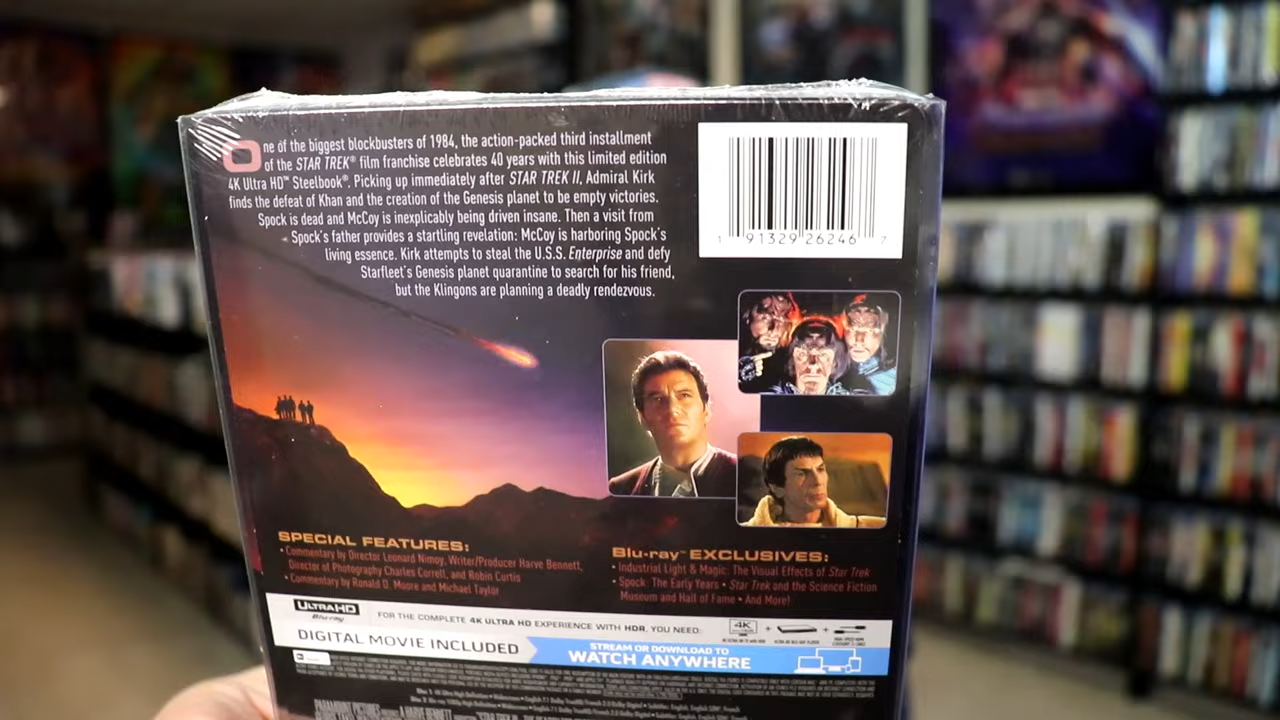 One of the biggest blockbusters of 1984, the action-packed third installment
of the STAR TREK® film franchise celebrates 40 years with this limited edition
4K Ultra HD™ Steelbook®. Picking up immediately after STAR TREK II, Admiral Kirk
finds the defeat of Khan and the creation of the Genesis planet to be empty victories.
Spock is dead and McCoy is inexplicably being driven insane. Then a visit from
Spock's father provides a startling revelation: McCoy is harboring Spock's
living essence. Kirk attempts to steal the U.S.S. Enterprise and defy
Starfleet's Genesis planet quarantine to search for his friend,
but the Klingons are planning a deadly rendezvous.
1 91329 26246 7
SPECIAL FEATURES:
• Commentary by Director Leonard Nimoy, Writer/Producer Harve Bennett,
Director of Photography Charles Correll, and Robin Curtis
• Commentary by Ronald D. Moore and Michael Taylor
Blu-ray™ EXCLUSIVES:
• Industrial Light & Magic: The Visual Effects of Star Trek
• Spock: The Early Years • Star Trek and the Science Fiction
Museum and Hall of Fame • And More!
ULTRA HD
Blu-ray
FOR THE COMPLETE 4K ULTRA HD EXPERIENCE WITH HDR, YOU NEED:
4K
+
+
DIGITAL MOVIE INCLUDED
STREAM OR DOWNLOAD TO
WATCH ANYWHERE
PARAMOUNT PICTURES
HARVE BENNETT